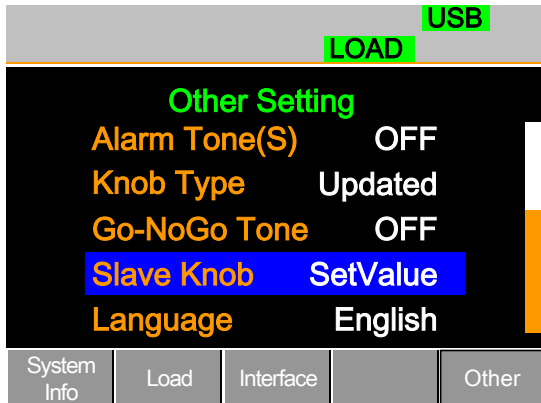 USB
LOAD
Other Setting
Alarm Tone(S) OFF
Knob Type Updated
Go-NoGo Tone OFF
Slave Knob SetValue
Language English
System
Info
Load
Interface
Other